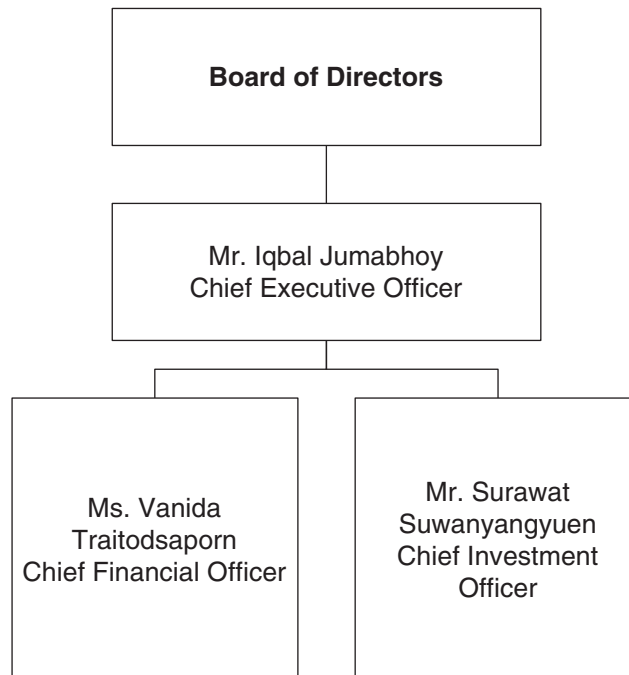 Board of Directors
Mr. Iqbal Jumabhoy
Chief Executive Officer
Ms. Vanida
Traitodsaporn
Chief Financial Officer
Mr. Surawat
Suwanyangyuen
Chief Investment
Officer